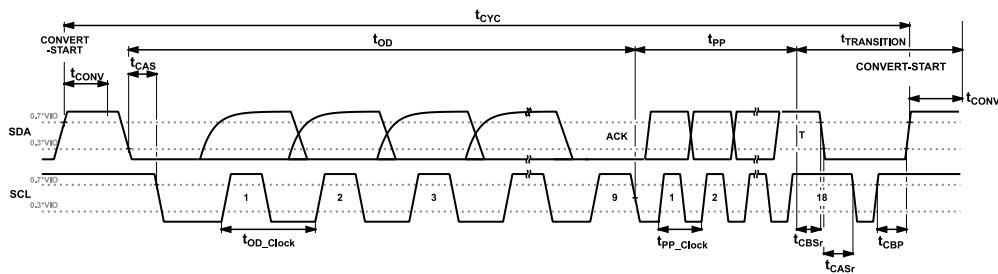 tCYC
CONVERT
-START
tOD
tPP
tTRANSITION
CONVERT-START
tCAS
tCONV
tCONV
0.7*VIO
SDA
ACK
T
0.3*VIO
0.7*VIO
SCL
1
2
3
9
1
2
18
0.3*VIO
tOD_Clock
tPP_Clock
tCBSr
tCBP
tCASr